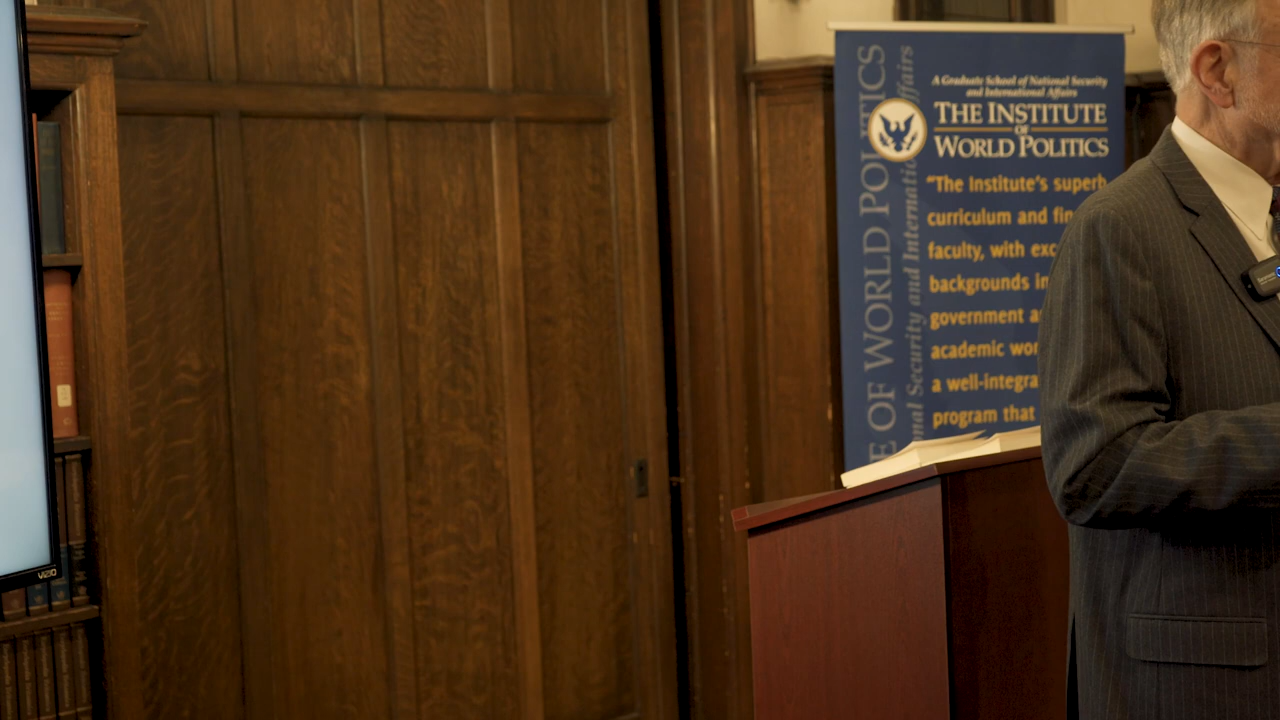 A Graduate School of National Security
and International Affairs
THE INSTITUTE
OF
WORLD POLITICS
"The Institute's superb
curriculum and fin
faculty, with exc
backgrounds in
government a
academic wor
a well-integra
program that
E OF WORLD POLITICS
nal Security and International Affairs
VIZIO